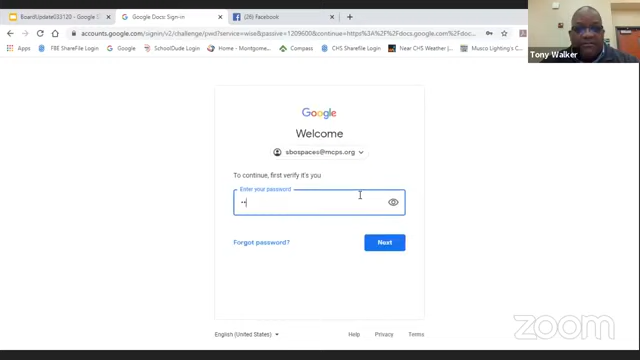 BoardUpdate033120 - Google S
Google Docs: Sign-in
(26) Facebook
accounts.google.com/signin/v2/challenge/pwd?service=wise&passive=1209600&continue=https%3A%2F%2Fdocs.google.com%2Fdoc...
Apps
FBE ShareFile Login
SchoolDude Login
Home - Montgome...
Compass
CHS Sharefile Login
Near CHS Weather |...
Musco Lighting's C...
Tony Walker
Google
Welcome
sbospaces@mcps.org
To continue, first verify it's you
Enter your password
Forgot password?
Next
English (United States)
Help
Privacy
Terms
zoom